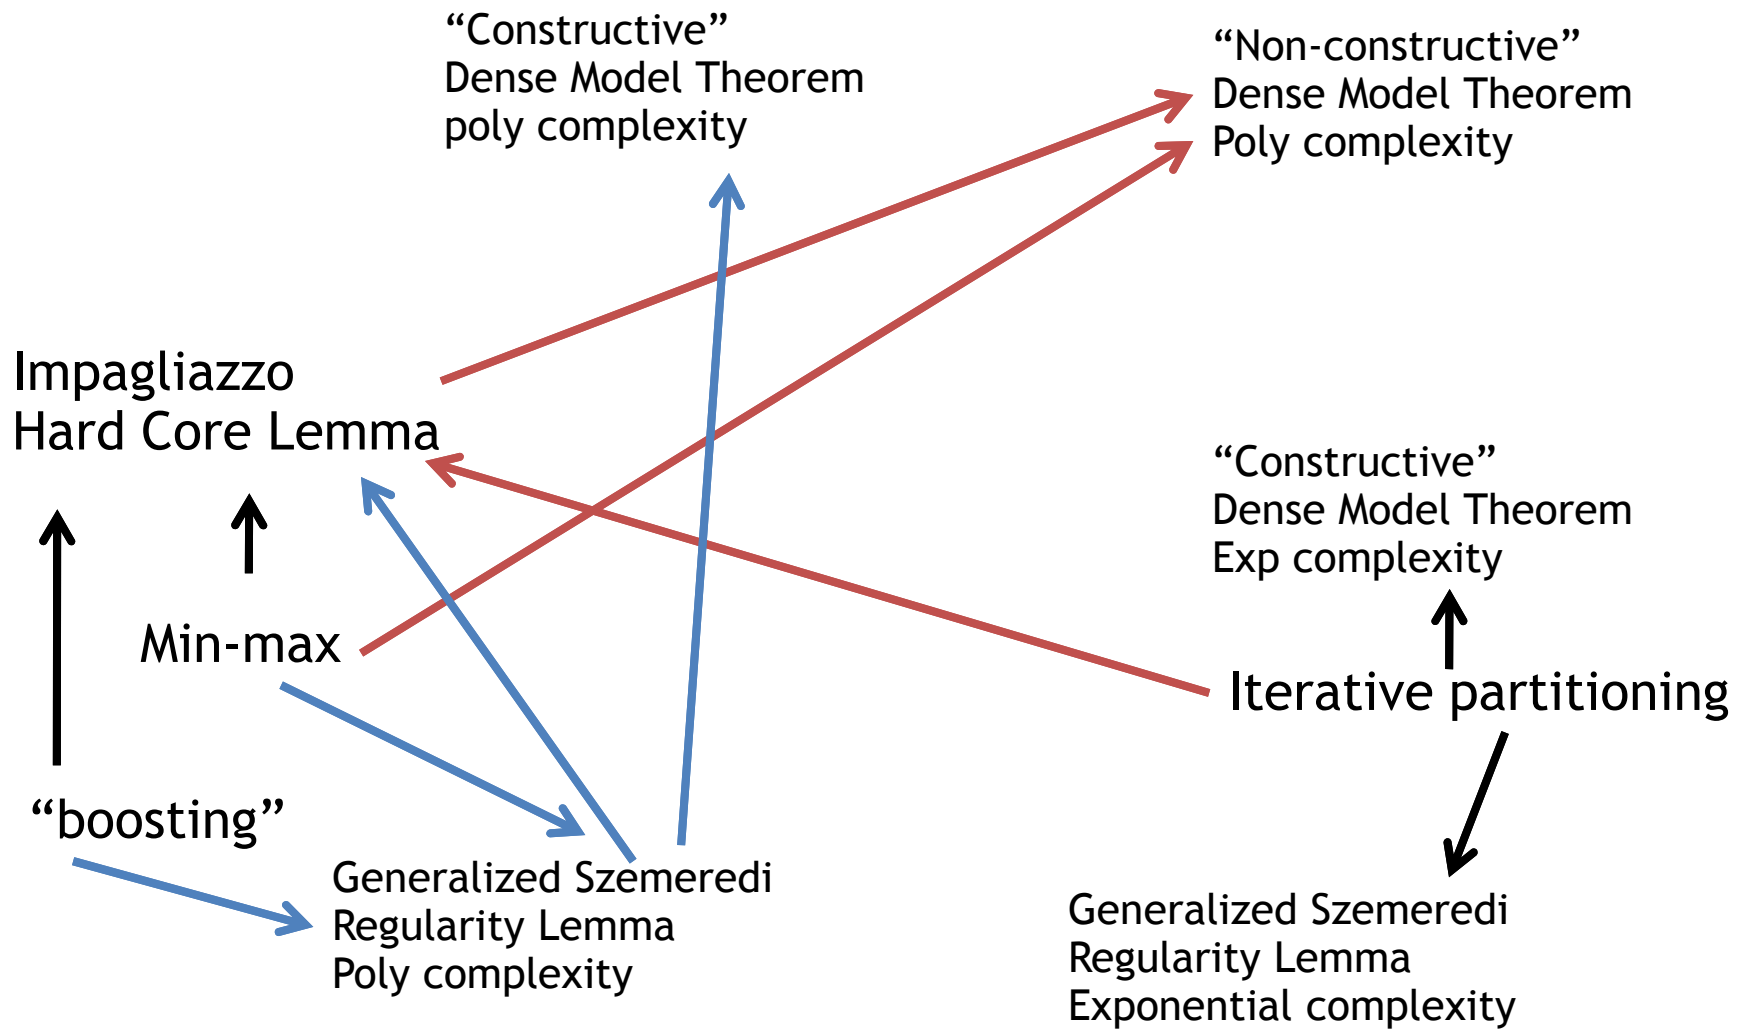 “Constructive”
Dense Model Theorem
poly complexity
“Non-constructive”
Dense Model Theorem
Poly complexity
Impagliazzo
Hard Core Lemma
“Constructive”
Dense Model Theorem
Exp complexity
Min-max
Iterative partitioning
“boosting”
Generalized Szemeredi
Regularity Lemma
Poly complexity
Generalized Szemeredi
Regularity Lemma
Exponential complexity